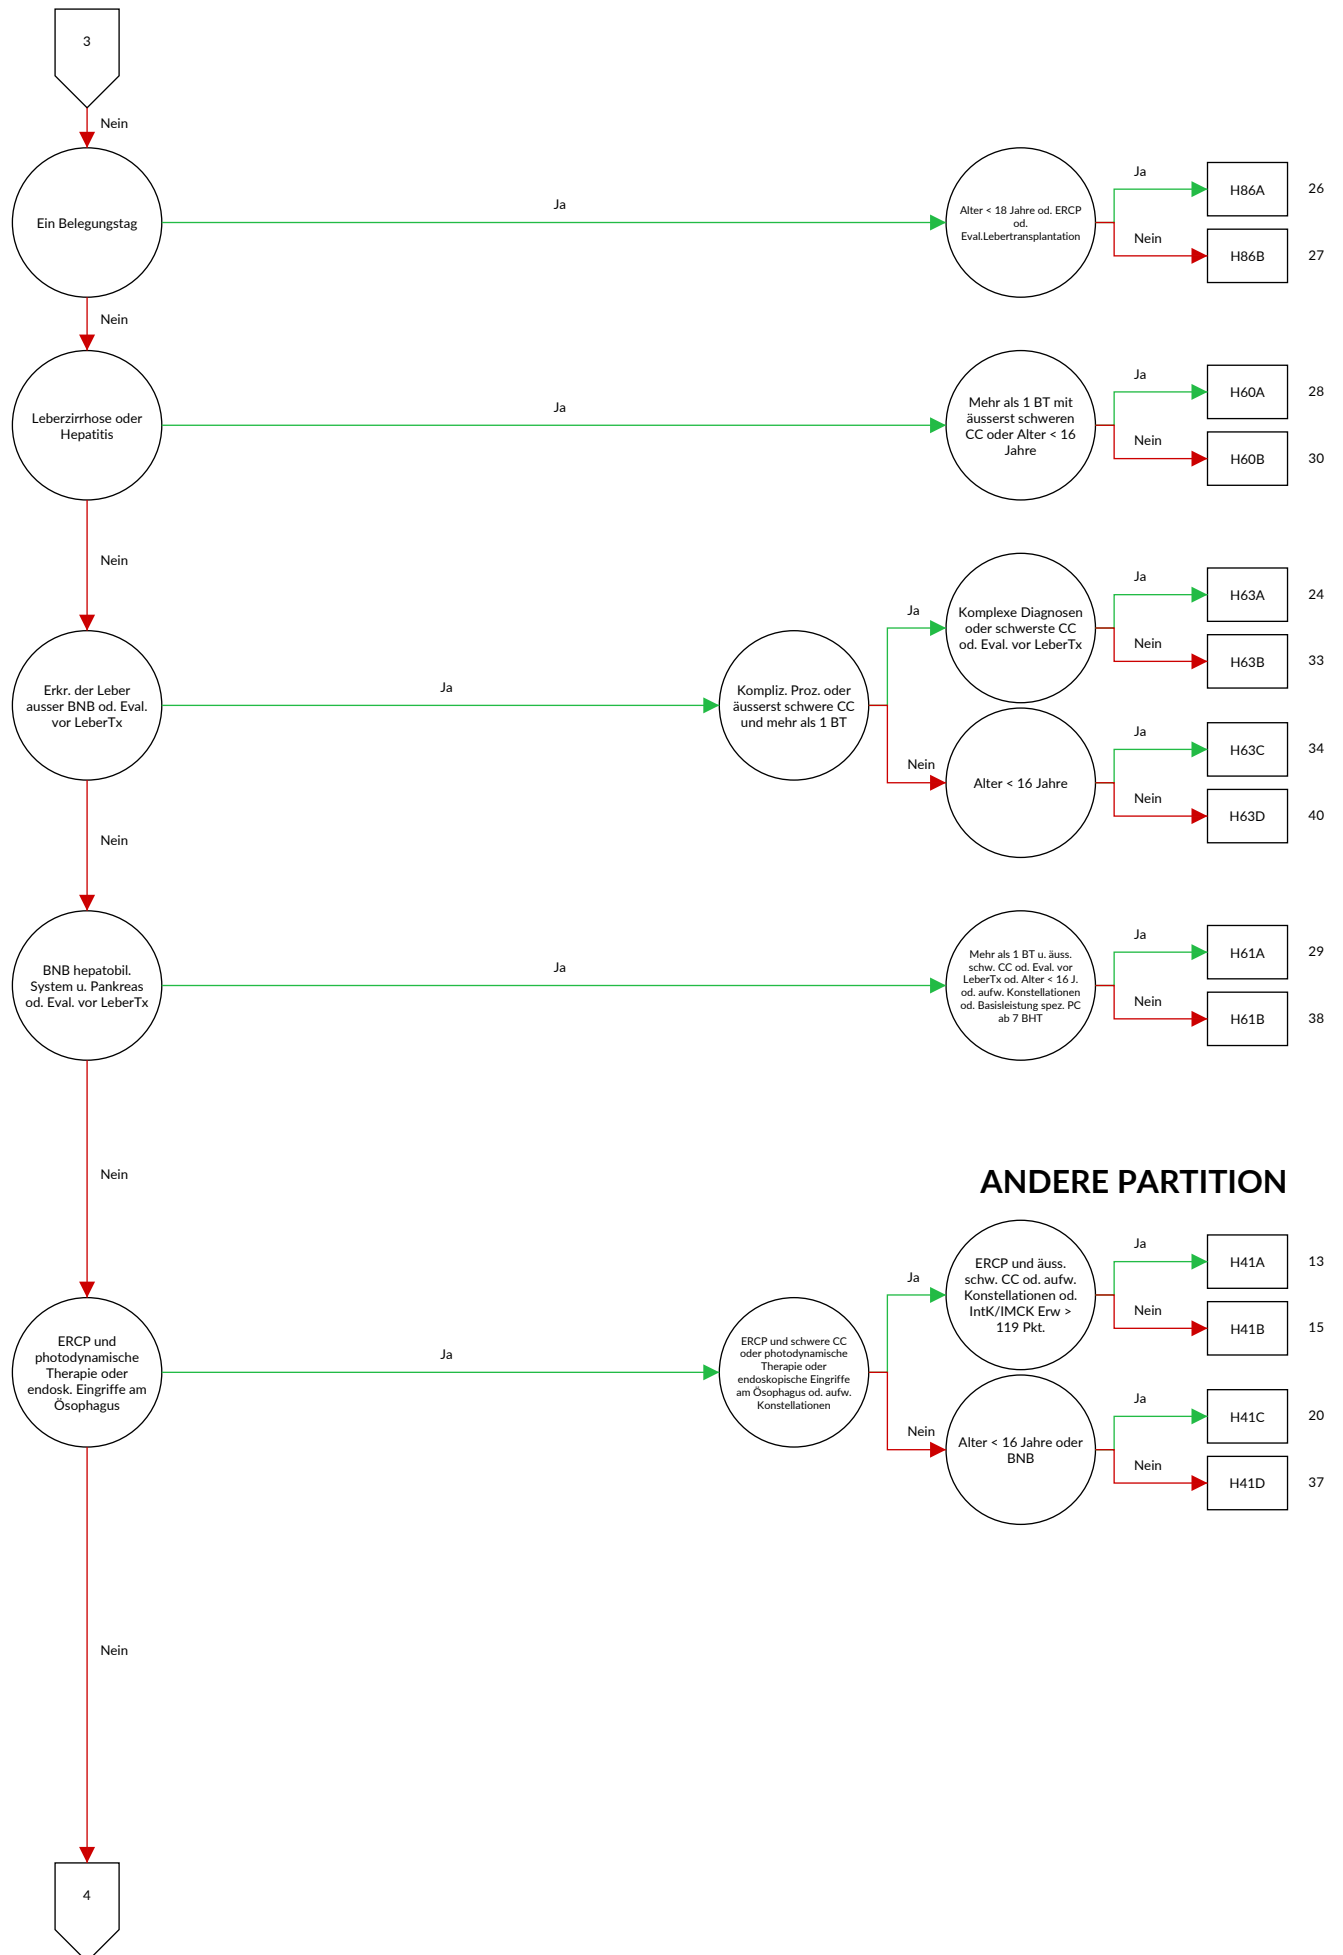 3
Nein
Ein Belegungstag
Ja
Alter < 18 Jahre od. ERCP
od.
Eval.Lebertransplantation
Ja
H86A
26
Nein
H86B
27
Nein
Leberzirrhose oder
Hepatitis
Ja
Mehr als 1 BT mit
äusserst schweren
CC oder Alter < 16
Jahre
Ja
H60A
28
Nein
H60B
30
Nein
Erkr. der Leber
ausser BNB od. Eval.
vor LeberTx
Ja
Kompliz. Proz. oder
äusserst schwere CC
und mehr als 1 BT
Ja
Komplexe Diagnosen
oder schwerste CC
od. Eval. vor LeberTx
Ja
H63A
24
Nein
H63B
33
Nein
Alter < 16 Jahre
Ja
H63C
34
Nein
H63D
40
Nein
BNB hepatobil.
System u. Pankreas
od. Eval. vor LeberTx
Ja
Mehr als 1 BT u. äuss.
schw. CC od. Eval. vor
LeberTx od. Alter < 16 J.
od. aufw. Konstellationen
od. Basisleistung spez. PC
ab 7 BHT
Ja
H61A
29
Nein
H61B
38
Nein
ANDERE PARTITION
ERCP und
photodynamische
Therapie oder
endosk. Eingriffe am
Ösophagus
Ja
ERCP und schwere CC
oder photodynamische
Therapie oder
endoskopische Eingriffe
am Ösophagus od. aufw.
Konstellationen
Ja
ERCP und äuss.
schw. CC od. aufw.
Konstellationen od.
IntK/IMCK Erw >
119 Pkt.
Ja
H41A
13
Nein
H41B
15
Nein
Alter < 16 Jahre oder
BNB
Ja
H41C
20
Nein
H41D
37
Nein
4